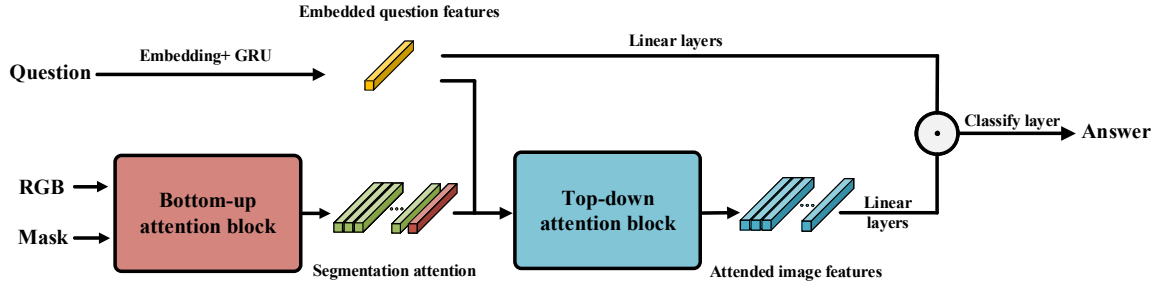 Embedded question features
Question
Embedding+ GRU
Linear layers
Classify layer
Answer
RGB
Mask
Bottom-up
attention block
...
Segmentation attention
Top-down
attention block
...
Attended image features
Linear
layers